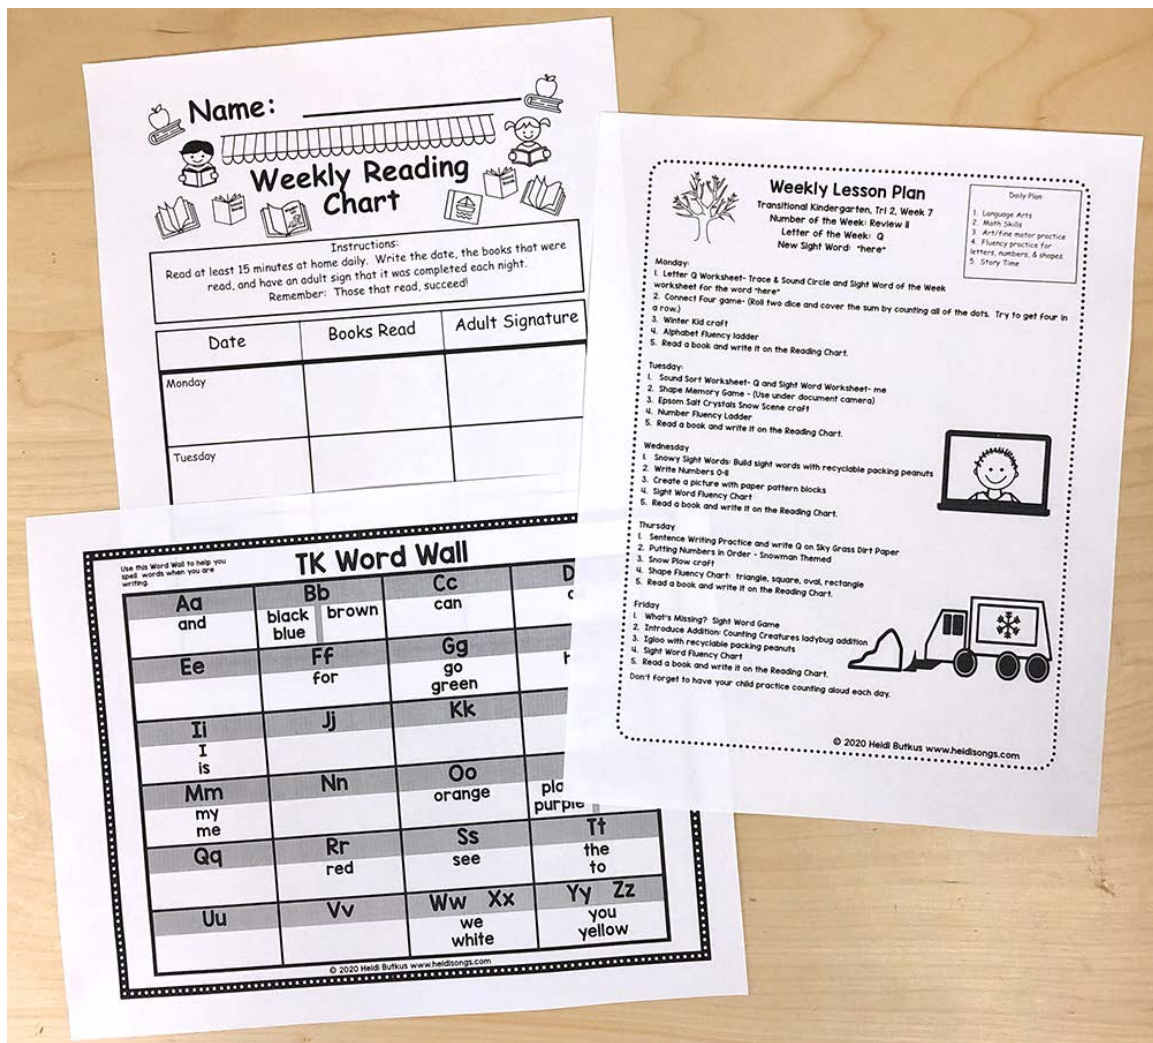 Name:
Weekly Reading
Chart
Instructions:
Read at least 15 minutes at home daily. Write the date, the books that were
read, and have an adult sign that it was completed each night.
Remember: Those that read, succeed!
Date Books Read Adult Signature
Monday
Tuesday
Weekly Lesson Plan
Transitional Kindergarten, Tri 2, Week 7
Number of the Week: Review 11
Letter of the Week: Q
New Sight Word: "here"
Daily Plan
1. Language Arts
2. Math Skills
3. Art/fine motor practice
4. Fluency practice for
letters, numbers, & shapes
5. Story Time
Monday:
1. Letter Q Worksheet- Trace & Sound Circle and Sight Word of the Week
worksheet for the word "here"
2. Connect Four game- (Roll two dice and cover the sum by counting all of the dots. Try to get four in
a row.)
3. Winter Kid craft
4. Alphabet Fluency ladder
5. Read a book and write it on the Reading Chart.
Tuesday:
1. Sound Sort Worksheet- Q and Sight Word Worksheet- me
2. Shape Memory Game - (Use under document camera)
3. Epsom Salt Crystals Snow Scene craft
4. Number Fluency Ladder
5. Read a book and write it on the Reading Chart.
Wednesday
1. Snowy Sight Words: Build sight words with recyclable packing peanuts
2. Write Numbers 0-11
3. Create a picture with paper pattern blocks
4. Sight Word Fluency Chart
5. Read a book and write it on the Reading Chart.
Thursday
1. Sentence Writing Practice and write Q on Sky Grass Dirt Paper
2. Putting Numbers in Order - Snowman Themed
3. Snow Plow craft
4. Shape Fluency Chart: triangle, square, oval, rectangle
5. Read a book and write it on the Reading Chart.
Friday
1. What's Missing? Sight Word Game
2. Introduce Addition: Counting Creatures ladybug addition
3. Igloo with recyclable packing peanuts
4. Sight Word Fluency Chart
5. Read a book and write it on the Reading Chart.
Don't forget to have your child practice counting aloud each day.
© 2020 Heidi Butkus www.heidisongs.com
Use this Word Wall to help you
spell words when you are
writing.
TK Word Wall
Aa Bb Cc D
and black brown can
blue
Ee Ff Gg
for go
green
Ii Jj Kk
I
is
Mm Nn Oo
my orange
me purple
Qq Rr Ss Tt
red see the
to
Uu Vv Ww Xx Yy Zz
we you
white yellow
© 2020 Heidi Butkus www.heidisongs.com